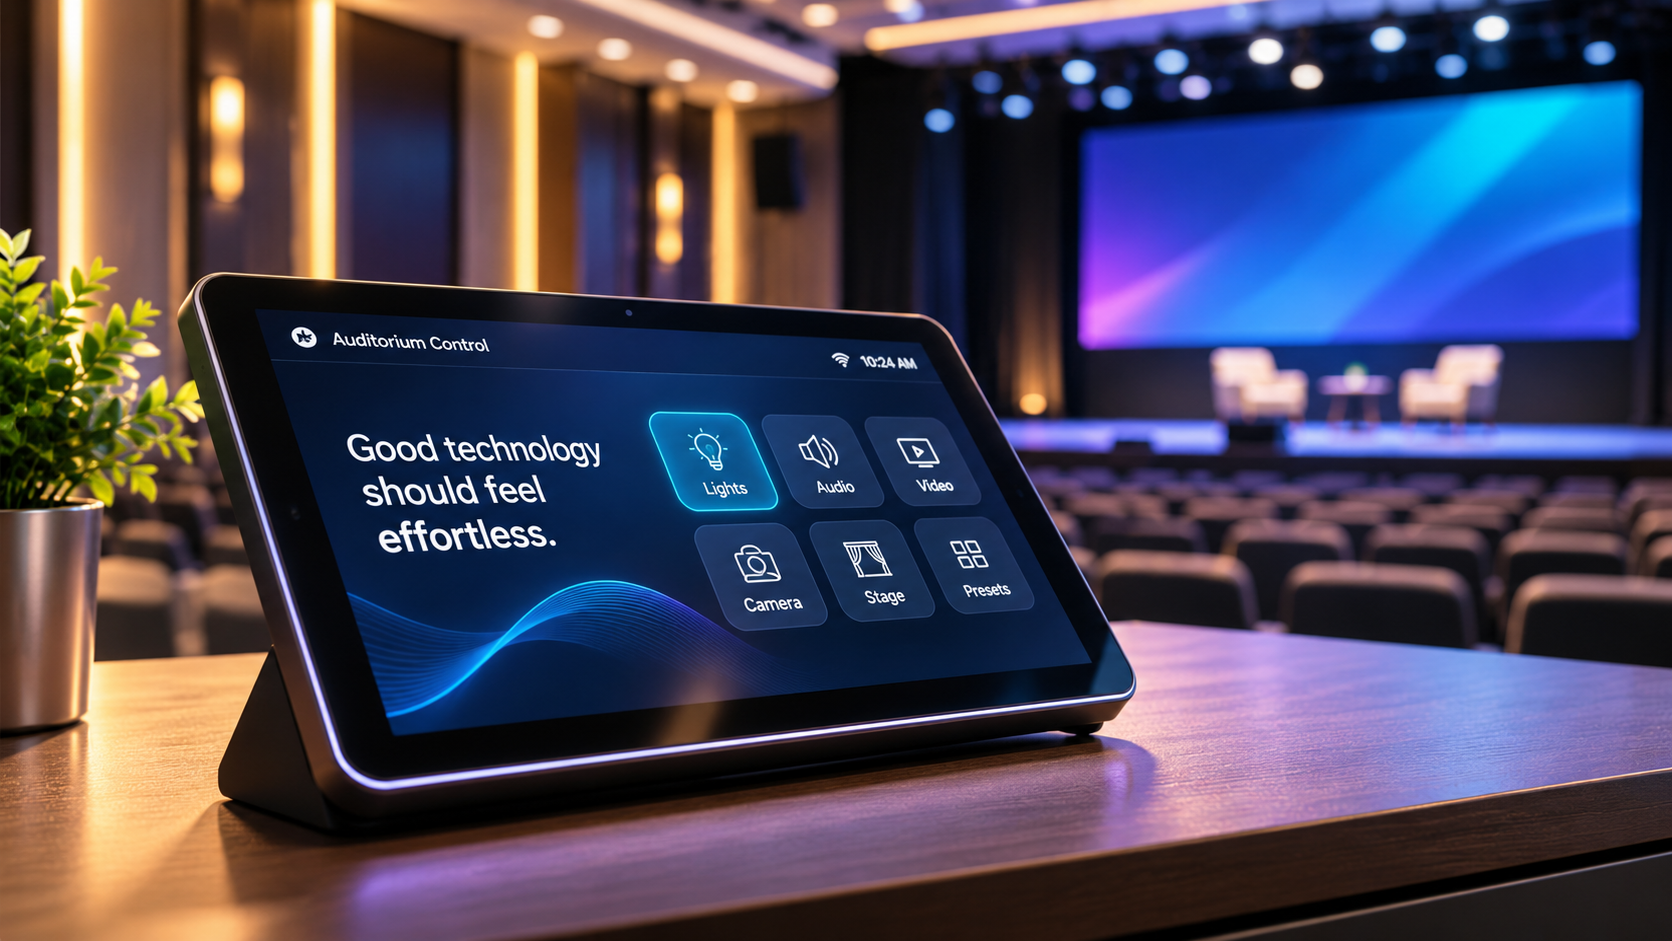 Auditorium Control
10:24 AM
Good technology
should feel
effortless.
Lights
Audio
Video
Camera
Stage
Presets